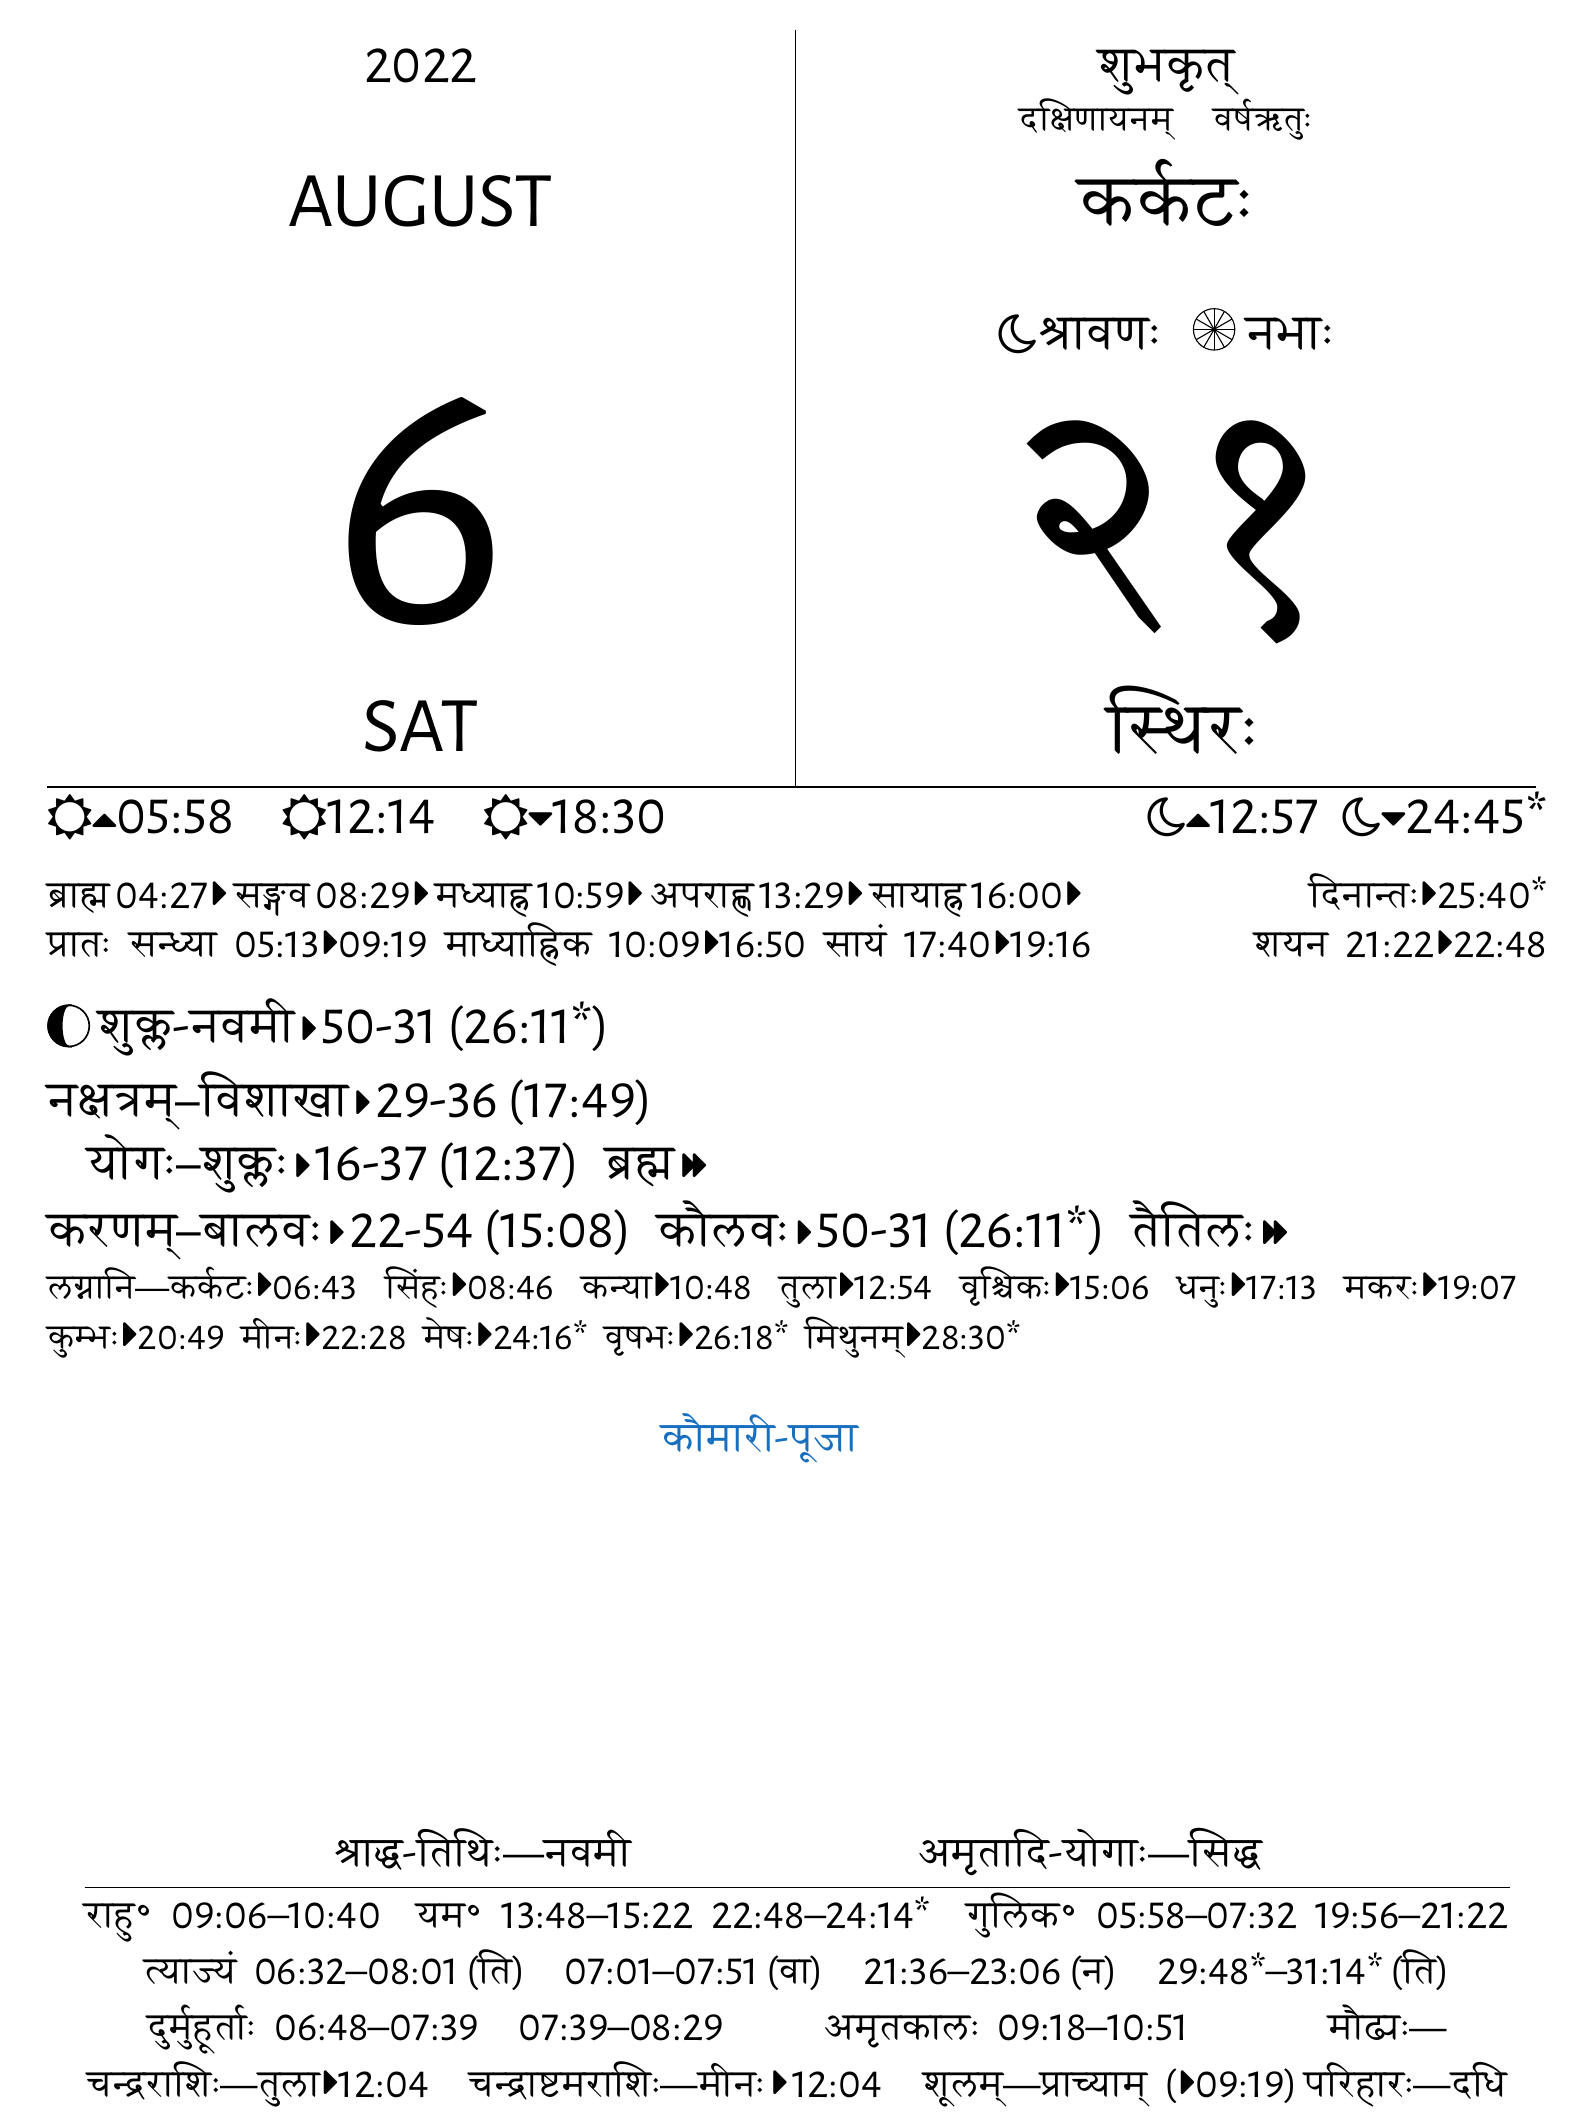 2022
AUGUST
6
SAT
शुभकृत्
दक्षिणायनम् वर्षऋतुः
कर्कटः
श्रावणः नभाः
२१
स्थिरः
05:58 12:14 18:30 12:57 24:45*
ब्राह्म 04:27 सङ्गव 08:29 मध्याह्न 10:59 अपराह्ण 13:29 सायाह्न 16:00 दिनान्तः 25:40*
प्रातः सन्ध्या 05:13 09:19 माध्याह्निक 10:09 16:50 सायं 17:40 19:16 शयन 21:22 22:48
शुक्ल-नवमी 50-31 (26:11*)
नक्षत्रम्–विशाखा 29-36 (17:49)
योगः–शुक्लः 16-37 (12:37) ब्रह्म
करणम्–बालवः 22-54 (15:08) कौलवः 50-31 (26:11*) तैतिलः
लग्नानि—कर्कटः 06:43 सिंहः 08:46 कन्या 10:48 तुला 12:54 वृश्चिकः 15:06 धनुः 17:13 मकरः 19:07
कुम्भः 20:49 मीनः 22:28 मेषः 24:16* वृषभः 26:18* मिथुनम् 28:30*
कौमारी-पूजा
श्राद्ध-तिथिः—नवमी अमृतादि-योगाः—सिद्ध
राहु॰ 09:06–10:40 यम॰ 13:48–15:22 22:48–24:14* गुलिक॰ 05:58–07:32 19:56–21:22
त्याज्यं 06:32–08:01 (ति) 07:01–07:51 (वा) 21:36–23:06 (न) 29:48*–31:14* (ति)
दुर्मुहूर्ताः 06:48–07:39 07:39–08:29 अमृतकालः 09:18–10:51 मौढ्यः—
चन्द्रराशिः—तुला 12:04 चन्द्राष्टमराशिः—मीनः 12:04 शूलम्—प्राच्याम् (09:19) परिहारः—दधि